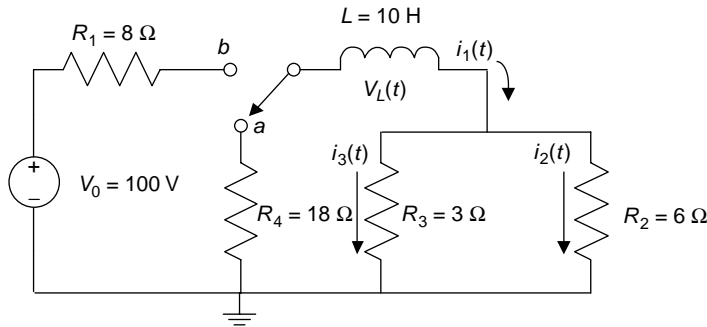 L = 10 H
R1 = 8 Ω
b
i1(t)
VL(t)
a
i3(t)
i2(t)
+
−
V0 = 100 V
R4 = 18 Ω
R3 = 3 Ω
R2 = 6 Ω